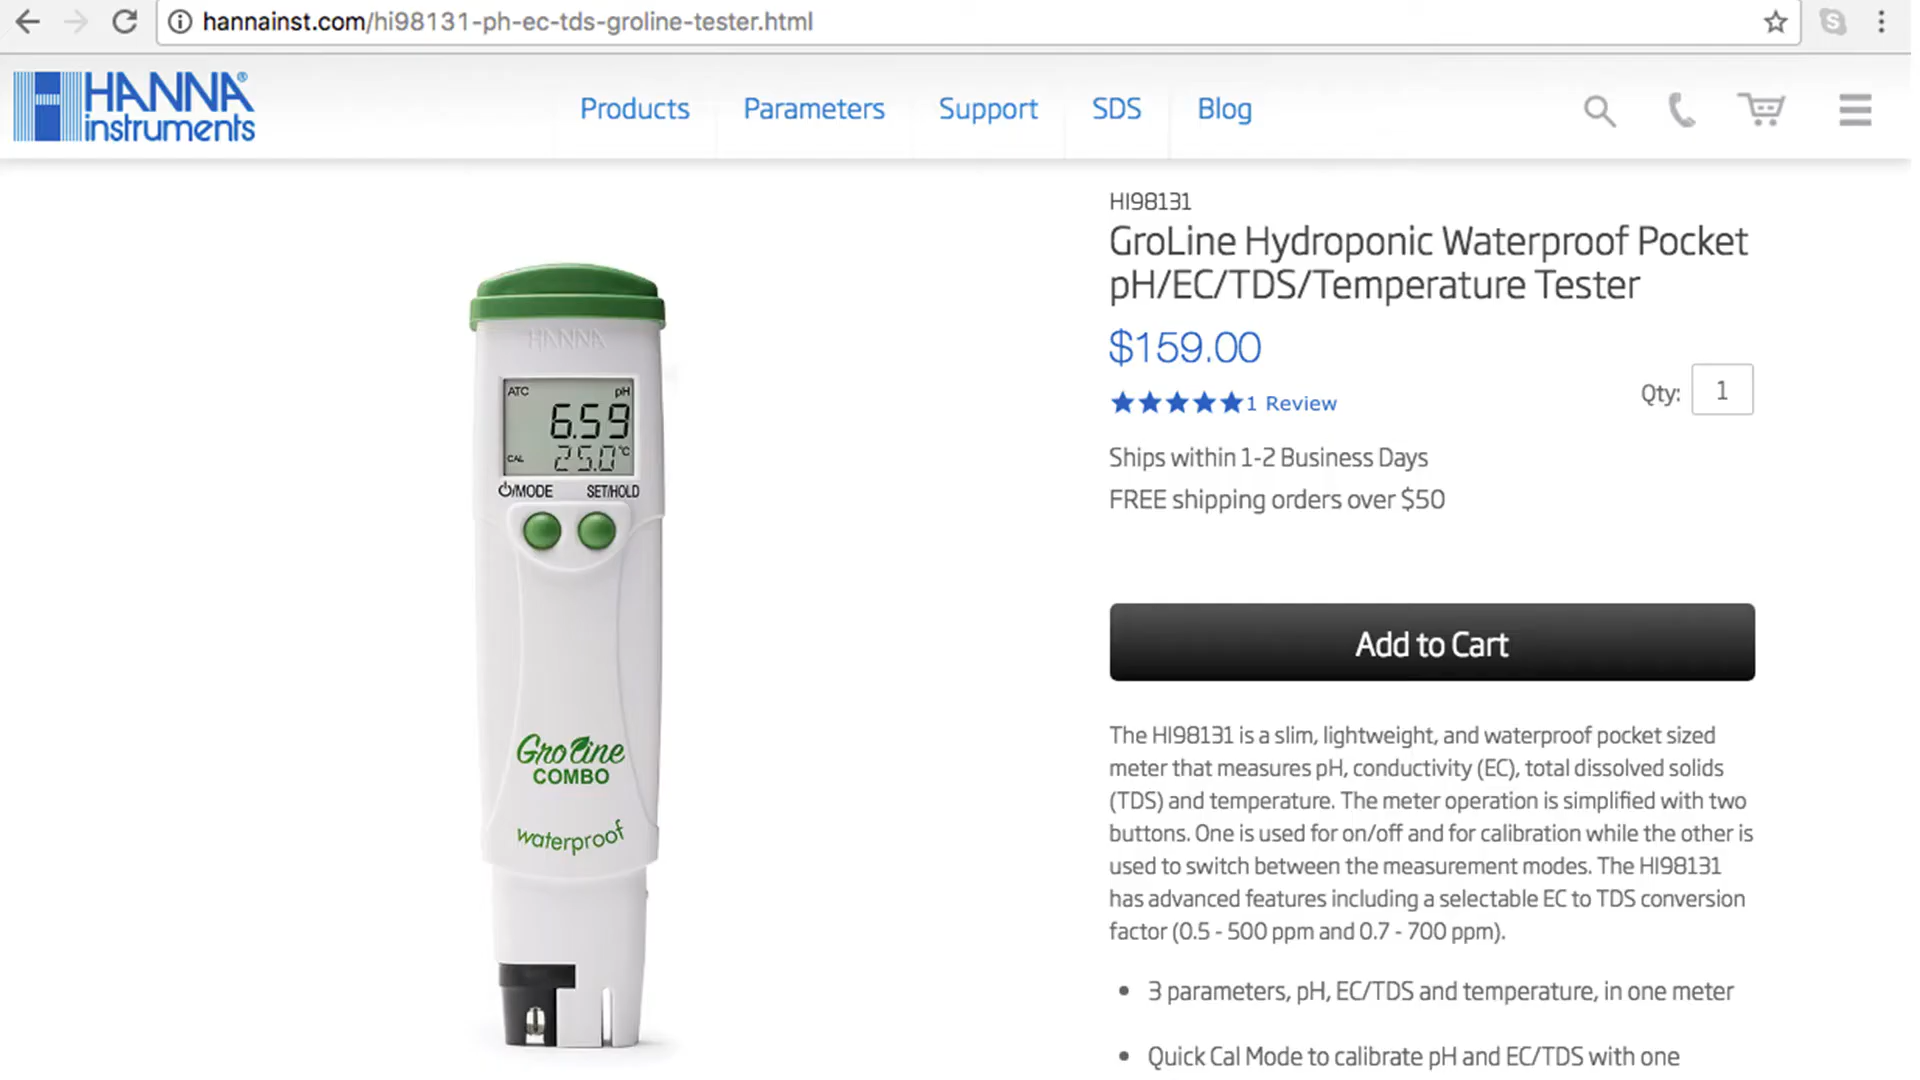 hannainst.com/hi98131-ph-ec-tds-groline-tester.html
HANNA®
instruments
Products
Parameters
Support
SDS
Blog
HI98131
GroLine Hydroponic Waterproof Pocket
pH/EC/TDS/Temperature Tester
$159.00
1 Review
Qty: 1
Ships within 1-2 Business Days
FREE shipping orders over $50
Add to Cart
HANNA
ATC pH
6.59
CAL 25.0 °C
/MODE SET/HOLD
GroLine
COMBO
waterproof
The HI98131 is a slim, lightweight, and waterproof pocket sized
meter that measures pH, conductivity (EC), total dissolved solids
(TDS) and temperature. The meter operation is simplified with two
buttons. One is used for on/off and for calibration while the other is
used to switch between the measurement modes. The HI98131
has advanced features including a selectable EC to TDS conversion
factor (0.5 - 500 ppm and 0.7 - 700 ppm).
• 3 parameters, pH, EC/TDS and temperature, in one meter
• Quick Cal Mode to calibrate pH and EC/TDS with one